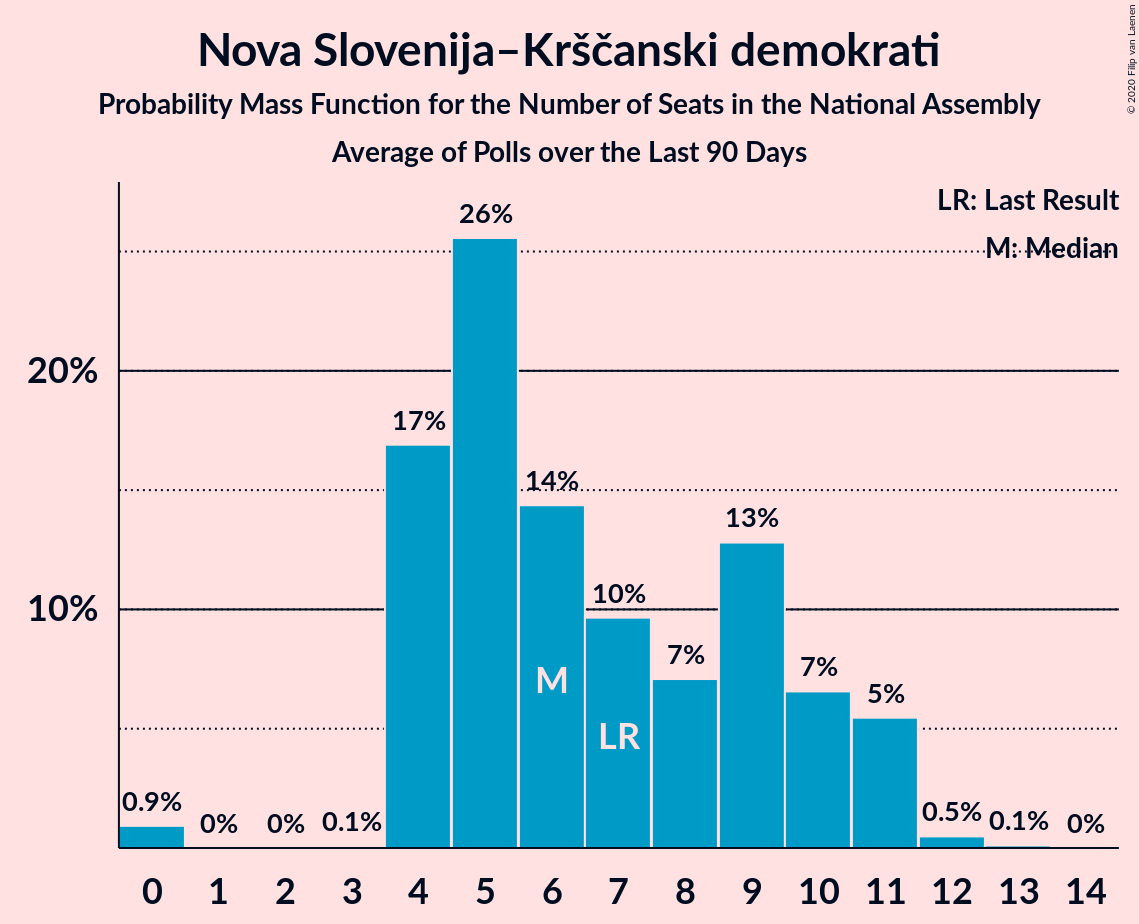 Nova Slovenija–Krščanski demokrati
Probability Mass Function for the Number of Seats in the National Assembly
Average of Polls over the Last 90 Days
© 2020 Filip van Laenen
LR: Last Result
M: Median
26%
20%
17%
14%
13%
10%
10%
7%
7%
5%
M
LR
0.9%
0%
0%
0.1%
0.5%
0.1%
0%
0 1 2 3 4 5 6 7 8 9 10 11 12 13 14